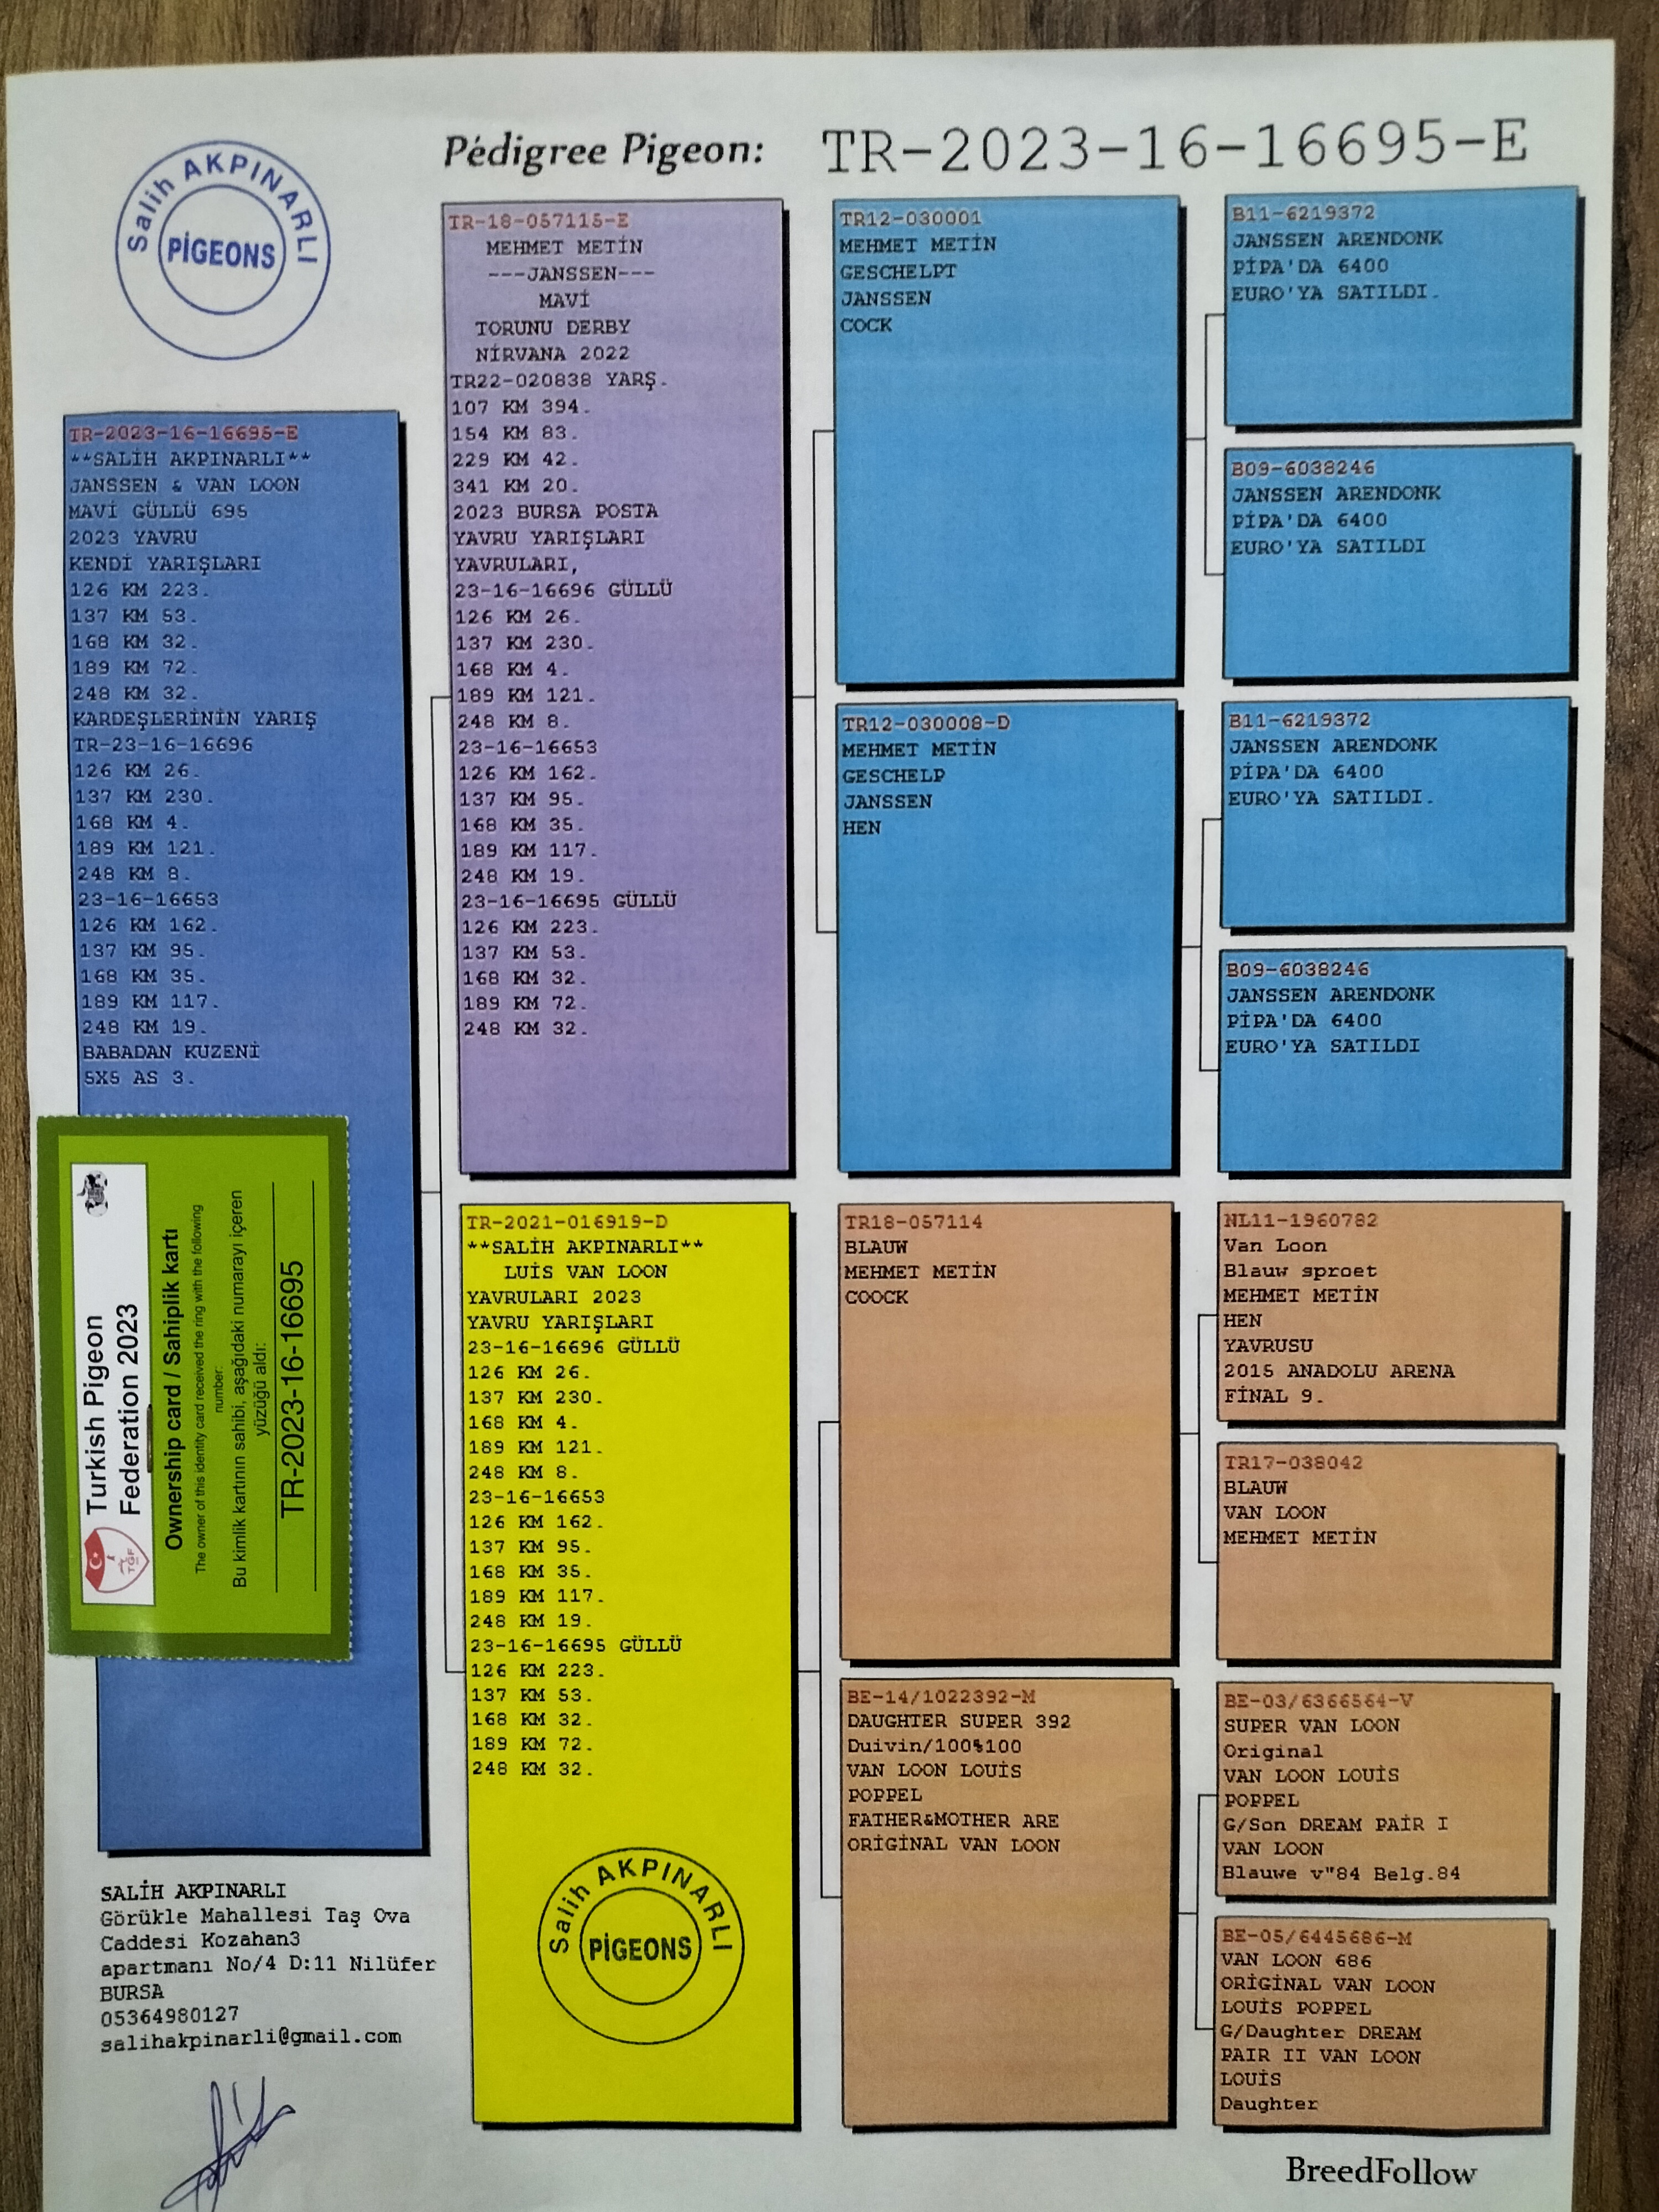 Pedigree Pigeon: TR-2023-16-16695-E
Salih AKPINARLI
PİGEONS
TR-2023-16-16695-E
**SALİH AKPINARLI**
JANSSEN & VAN LOON
MAVİ GÜLLÜ 695
2023 YAVRU
KENDİ YARIŞLARI
126 KM 223.
137 KM 53.
168 KM 32.
189 KM 72.
248 KM 32.
KARDEŞLERİNİN YARIŞ
TR-23-16-16696
126 KM 26.
137 KM 230.
168 KM 4.
189 KM 121.
248 KM 8.
23-16-16653
126 KM 162.
137 KM 95.
168 KM 35.
189 KM 117.
248 KM 19.
BABADAN KUZENİ
5X5 AS 3.
Turkish Pigeon
Federation 2023
TGF
Ownership card / Sahiplik kartı
The owner of this identity card received the ring with the following
number:
Bu kimlik kartının sahibi, aşağıdaki numarayı içeren
yüzüğü aldı:
TR-2023-16-16695
SALİH AKPINARLI
Görükle Mahallesi Taş Ova
Caddesi Kozahan3
apartmanı No/4 D:11 Nilüfer
BURSA
05364980127
salihakpinarli@gmail.com
TR-18-057115-E
MEHMET METİN
---JANSSEN---
MAVİ
TORUNU DERBY
NİRVANA 2022
TR22-020838 YARŞ.
107 KM 394.
154 KM 83.
229 KM 42.
341 KM 20.
2023 BURSA POSTA
YAVRU YARIŞLARI
YAVRULARI,
23-16-16696 GÜLLÜ
126 KM 26.
137 KM 230.
168 KM 4.
189 KM 121.
248 KM 8.
23-16-16653
126 KM 162.
137 KM 95.
168 KM 35.
189 KM 117.
248 KM 19.
23-16-16695 GÜLLÜ
126 KM 223.
137 KM 53.
168 KM 32.
189 KM 72.
248 KM 32.
TR-2021-016919-D
**SALİH AKPINARLI**
LUİS VAN LOON
YAVRULARI 2023
YAVRU YARIŞLARI
23-16-16696 GÜLLÜ
126 KM 26.
137 KM 230.
168 KM 4.
189 KM 121.
248 KM 8.
23-16-16653
126 KM 162.
137 KM 95.
168 KM 35.
189 KM 117.
248 KM 19.
23-16-16695 GÜLLÜ
126 KM 223.
137 KM 53.
168 KM 32.
189 KM 72.
248 KM 32.
Salih AKPINARLI
PİGEONS
TR12-030001
MEHMET METİN
GESCHELPT
JANSSEN
COCK
TR12-030008-D
MEHMET METİN
GESCHELP
JANSSEN
HEN
TR18-057114
BLAUW
MEHMET METİN
COOCK
BE-14/1022392-M
DAUGHTER SUPER 392
Duivin/100%100
VAN LOON LOUİS
POPPEL
FATHER&MOTHER ARE
ORİGİNAL VAN LOON
B11-6219372
JANSSEN ARENDONK
PİPA'DA 6400
EURO'YA SATILDI.
B09-6038246
JANSSEN ARENDONK
PİPA'DA 6400
EURO'YA SATILDI
B11-6219372
JANSSEN ARENDONK
PİPA'DA 6400
EURO'YA SATILDI.
B09-6038246
JANSSEN ARENDONK
PİPA'DA 6400
EURO'YA SATILDI
NL11-1960782
Van Loon
Blauw sproet
MEHMET METİN
HEN
YAVRUSU
2015 ANADOLU ARENA
FİNAL 9.
TR17-038042
BLAUW
VAN LOON
MEHMET METİN
BE-03/6366564-V
SUPER VAN LOON
Original
VAN LOON LOUİS
POPPEL
G/Son DREAM PAİR I
VAN LOON
Blauwe v"84 Belg.84
BE-05/6445686-M
VAN LOON 686
ORİGİNAL VAN LOON
LOUİS POPPEL
G/Daughter DREAM
PAIR II VAN LOON
LOUİS
Daughter
BreedFollow